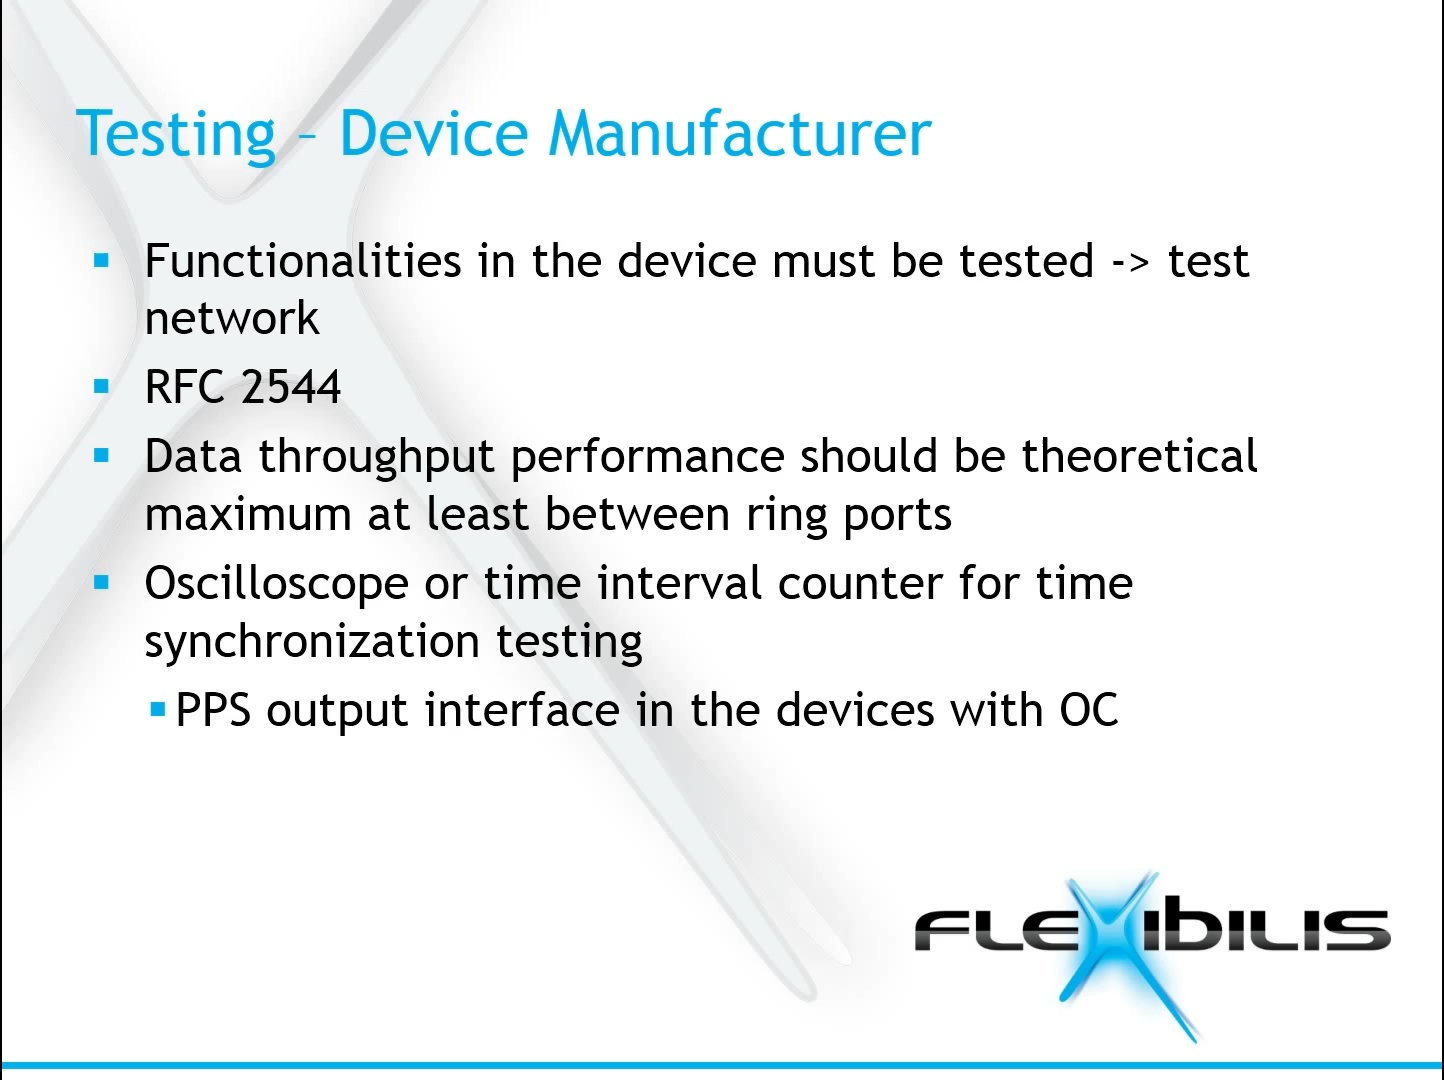 Testing – Device Manufacturer
▪ Functionalities in the device must be tested -> test
network
▪ RFC 2544
▪ Data throughput performance should be theoretical
maximum at least between ring ports
▪ Oscilloscope or time interval counter for time
synchronization testing
▪ PPS output interface in the devices with OC
FLEXIBILIS